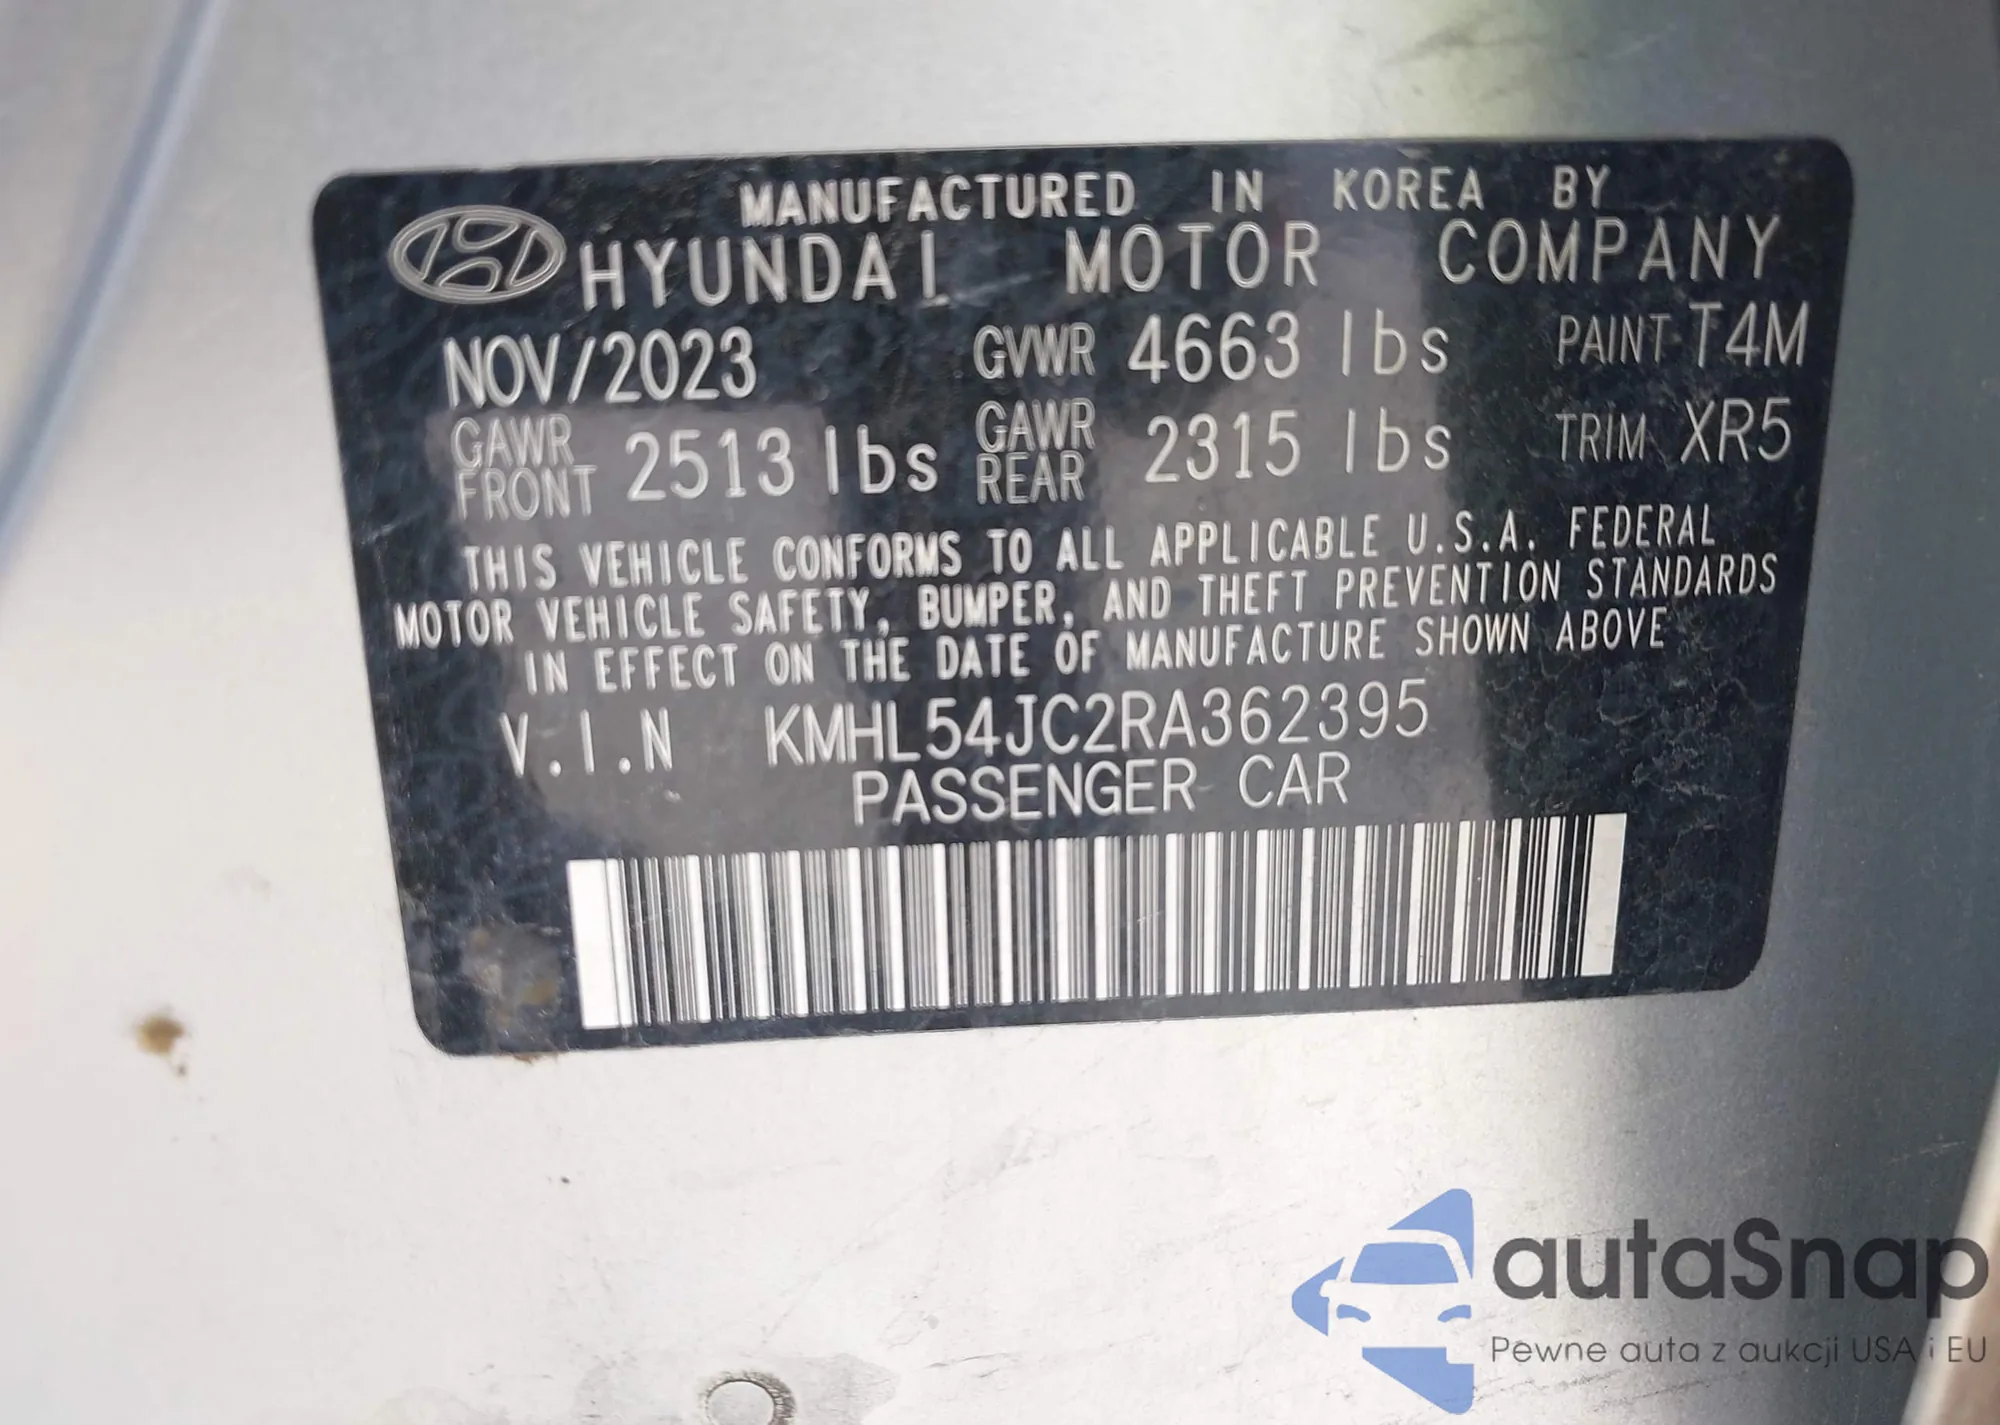 MANUFACTURED IN KOREA BY
HYUNDAI MOTOR COMPANY
NOV/2023 GVWR 4663 lbs PAINT T4M
GAWR FRONT 2513 lbs GAWR REAR 2315 lbs TRIM XR5
THIS VEHICLE CONFORMS TO ALL APPLICABLE U.S.A. FEDERAL
MOTOR VEHICLE SAFETY, BUMPER, AND THEFT PREVENTION STANDARDS
IN EFFECT ON THE DATE OF MANUFACTURE SHOWN ABOVE
V.I.N KMHL54JC2RA362395
PASSENGER CAR
autaSnap
Pewne auta z aukcji USA i EU